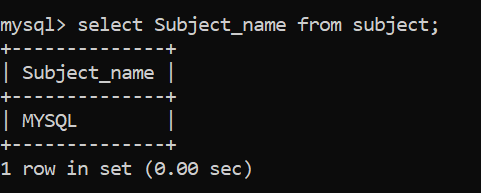 mysql> select Subject_name from subject;
+--------------+
| Subject_name |
+--------------+
| MYSQL        |
+--------------+
1 row in set (0.00 sec)